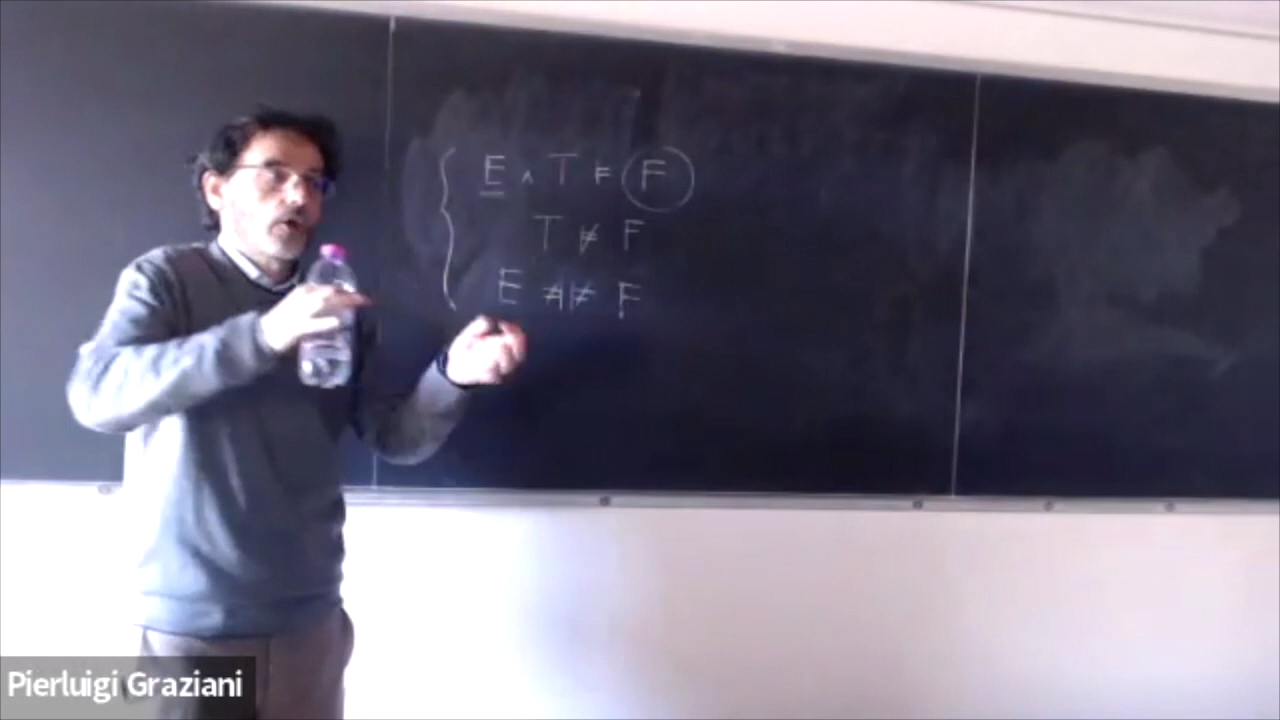 E ∧ T ⊨ F
T ⊭ F
E ⊭ F
Pierluigi Graziani